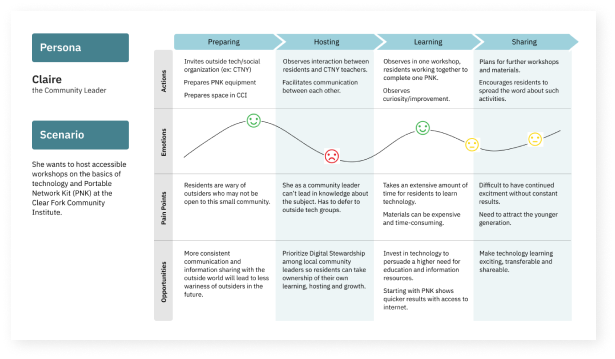 Persona
Claire
the Community Leader
Scenario
She wants to host accessible
workshops on the basics of
technology and Portable
Network Kit (PNK) at the
Clear Fork Community
Institute.
Preparing
Hosting
Learning
Sharing
Actions
Invites outside tech/social
organization (ex: CTNY)
Prepares PNK equipment
Prepares space in CCI
Observes interaction between
residents and CTNY teachers.
Facilitates communication
between each other.
Observes in one workshop,
residents working together to
complete one PNK.
Observes
curiosity/improvement.
Plans for further workshops
and materials.
Encourages residents to
spread the word about such
activities.
Emotions
Pain Points
Residents are wary of
outsiders who may not be
open to this small community.
She as a community leader
can't lead in knowledge about
the subject. Has to defer to
outside tech groups.
Takes an extensive amount of
time for residents to learn
technology.
Materials can be expensive
and time-consuming.
Difficult to have continued
excitment without constant
results.
Need to attract the younger
generation.
Opportunities
More consistent
communication and
information sharing with the
outside world will lead to less
wariness of outsiders in the
future.
Prioritize Digital Stewardship
among local community
leaders so residents can take
ownership of their own
learning, hosting and growth.
Invest in technology to
persuade a higher need for
education and information
resources.
Starting with PNK shows
quicker results with access to
internet.
Make technology learning
exciting, transferable and
shareable.